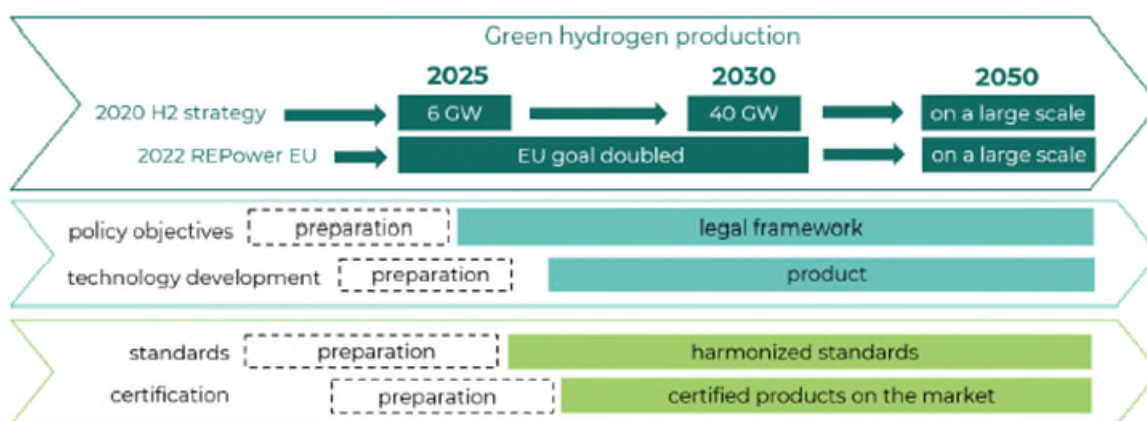 Green hydrogen production
2025 2030 2050
2020 H2 strategy 6 GW 40 GW on a large scale
2022 REPower EU EU goal doubled on a large scale
policy objectives preparation legal framework
technology development preparation product
standards preparation harmonized standards
certification preparation certified products on the market